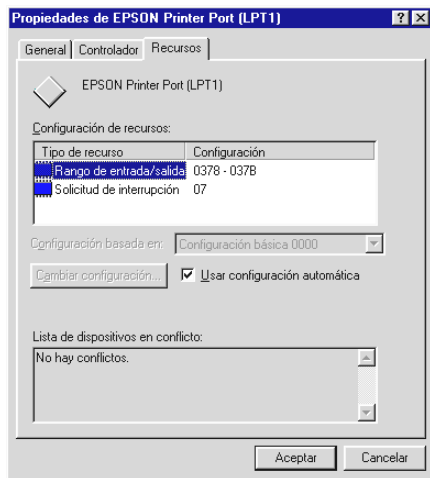 Propiedades de EPSON Printer Port (LPT1)
General Controlador Recursos
EPSON Printer Port (LPT1)
Configuración de recursos:
Tipo de recurso Configuración
Rango de entrada/salida 0378 - 037B
Solicitud de interrupción 07
Configuración basada en: Configuración básica 0000
Cambiar configuración... Usar configuración automática
Lista de dispositivos en conflicto:
No hay conflictos.
Aceptar Cancelar